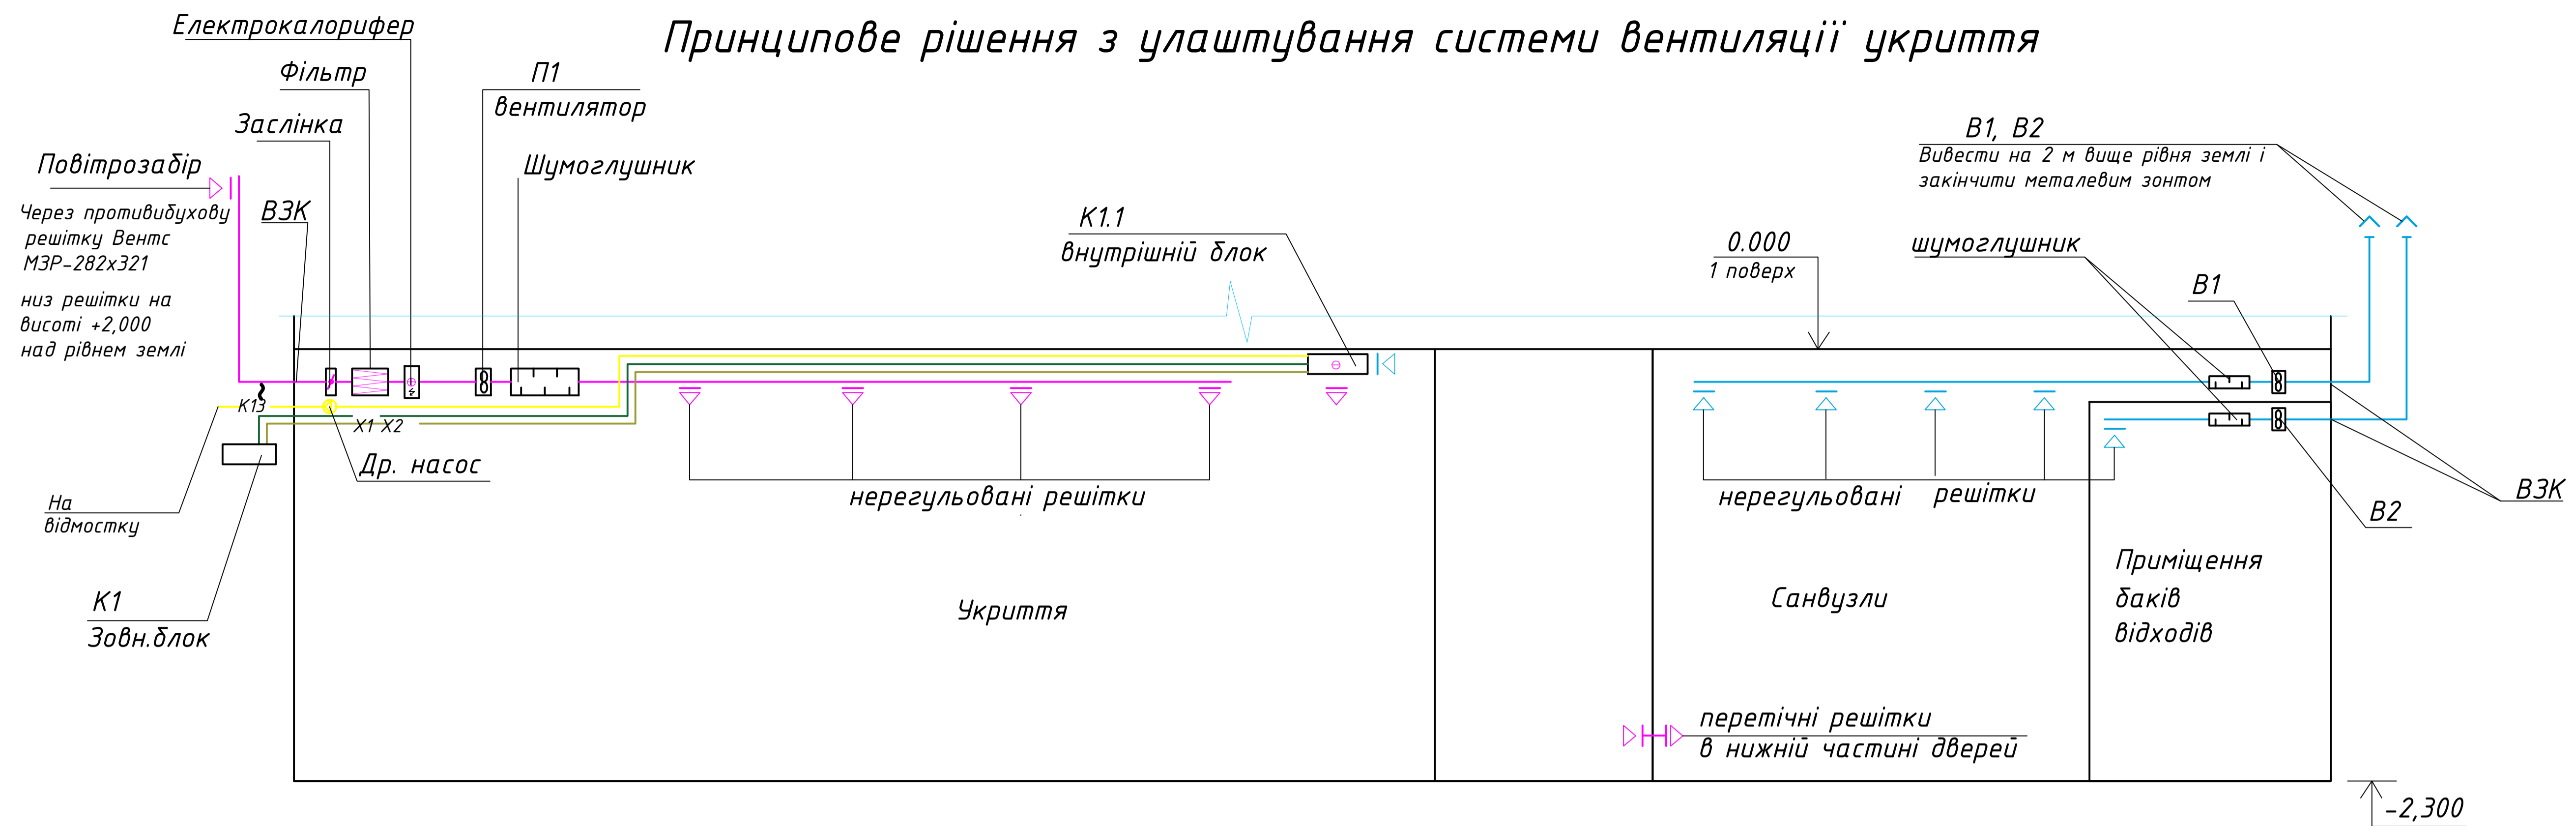 Принципове рішення з улаштування системи вентиляції укриття
Електрокалорифер
Фільтр
Заслінка
П1
вентилятор
Шумоглушник
Повітрозабір
Через противибухову
решітку Вентс
МЗР-282х321
низ решітки на
висоті +2,000
над рівнем землі
ВЗК
К1.1
внутрішній блок
0.000
1 поверх
В1, В2
Вивести на 2 м вище рівня землі і
закінчити металевим зонтом
шумоглушник
В1
К13
Х1 Х2
Др. насос
На
відмостку
К1
Зовн.блок
нерегульовані решітки
нерегульовані решітки
ВЗК
В2
Укриття
Санвузли
Приміщення
баків
відходів
перетічні решітки
в нижній частині дверей
-2,300